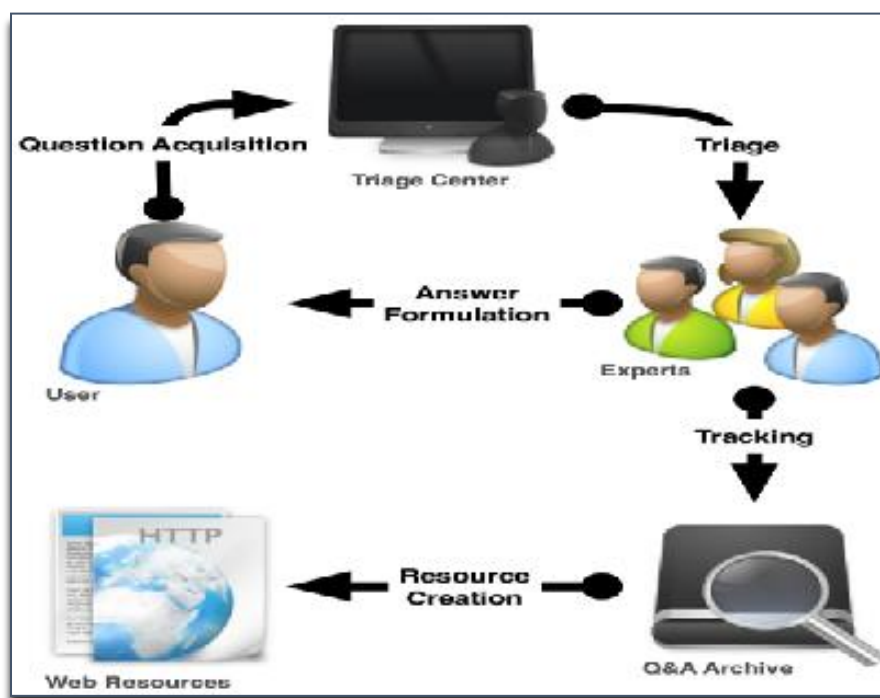 Triage Center
Question Acquisition
Triage
User
Answer
Formulation
Experts
Tracking
HTTP
Web Resources
Resource
Creation
Q&A Archive